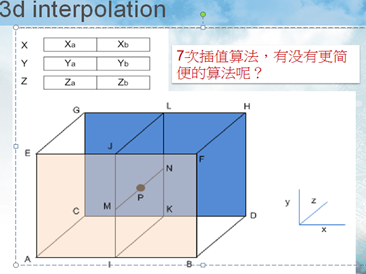 3d interpolation
X Xa Xb
Y Ya Yb
Z Za Zb
7次插值算法，有没有更简
便的算法呢？
G L H
E J F
N
P
M
C K D
A I B
y z
x